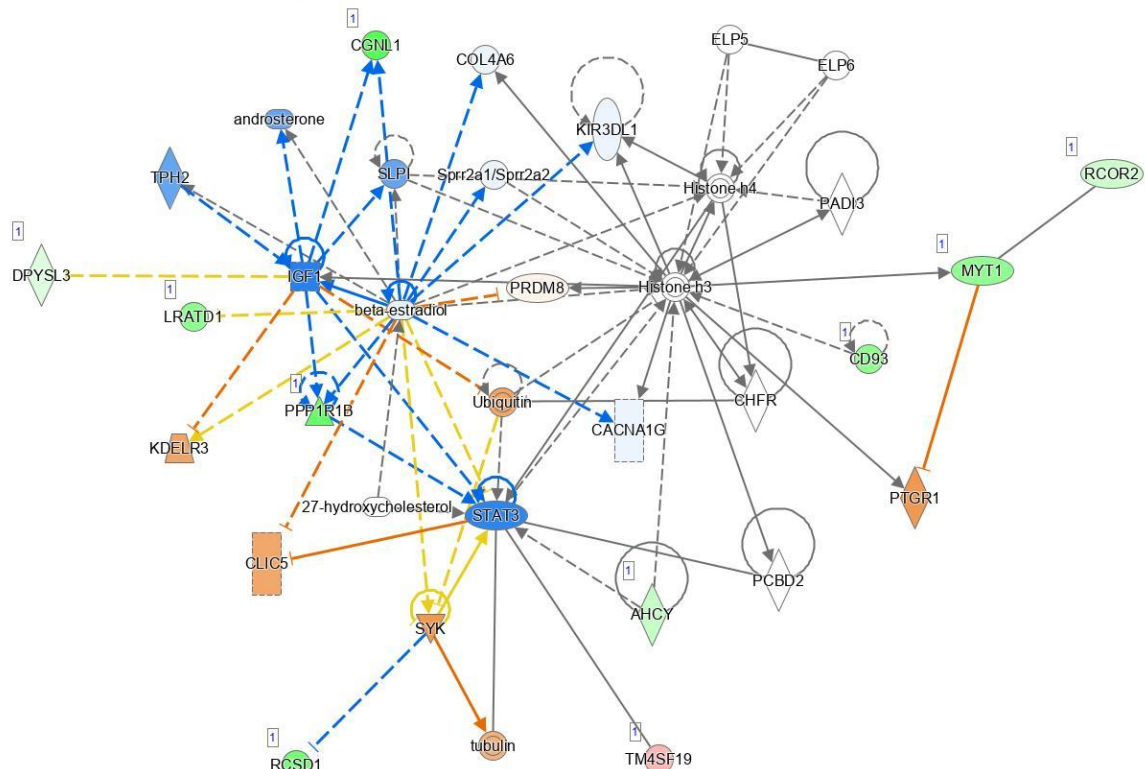 1
CGNL1
COL4A6
ELP5
ELP6
androsterone
KIR3DL1
TPH2
SLPI
Sprr2a1/Sprr2a2
Histone h4
PADI3
1
RCOR2
1
DPYSL3
IGF1
1
MYT1
1
LRATD1
beta-estradiol
PRDM8
Histone h3
1
CD93
1
PPP1R1B
Ubiquitin
CACNA1G
CHFR
KDELR3
27-hydroxycholesterol
STAT3
PTGR1
CLIC5
1
AHCY
PCBD2
SYK
1
RCSD1
tubulin
1
TM4SF19